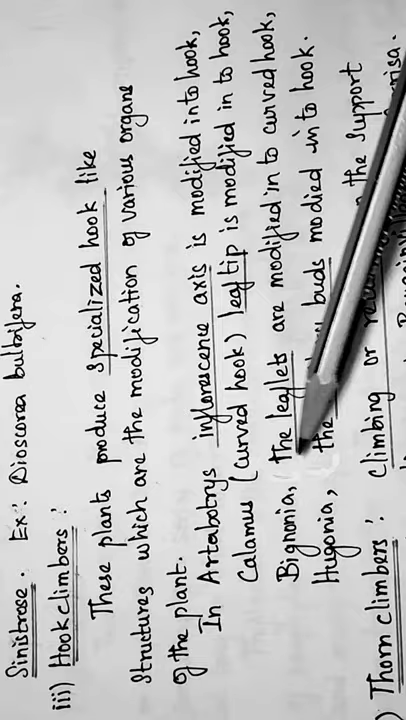 Sinistrose. Ex: Dioscorea bulbifera.
iii) Hook climbers:
These plants produce specialized hook like
structures which are the modification of various organs
of the plant.
In Artabotrys inflorescence axis is modified into hook,
Calamus (curved hook) leaf tip is modified in to hook,
Bignonia, The leaflets are modified in to curved hook,
Hugonia, the buds modied in to hook.
) Thorn climbers: climbing or the support